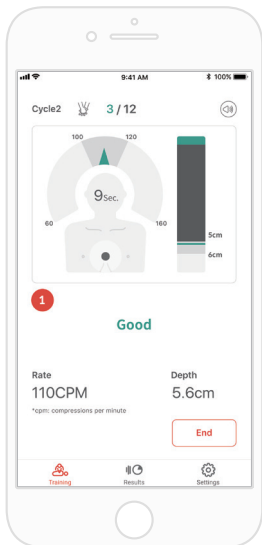 9:41 AM
100%
Cycle2 3 / 12
100 120
9Sec.
60 160
5cm
6cm
1
Good
Rate Depth
110CPM 5.6cm
*cpm: compressions per minute
End
Training Results Settings